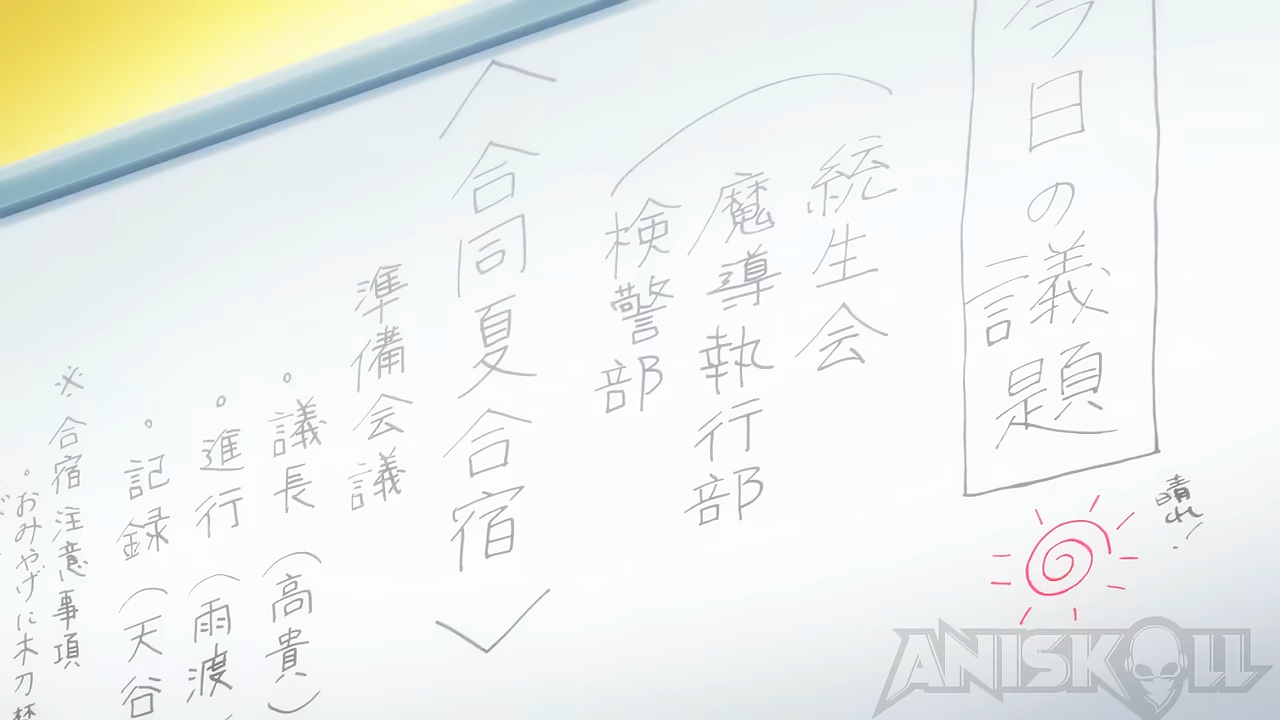 今日の議題
晴れ!
統生会
魔導執行部
検警部
〈合同夏合宿〉
準備会議
。議長(高貴)
。進行(雨渡
。記録(天谷
※合宿注意事項
。おみやげに木刀
ANISKULL